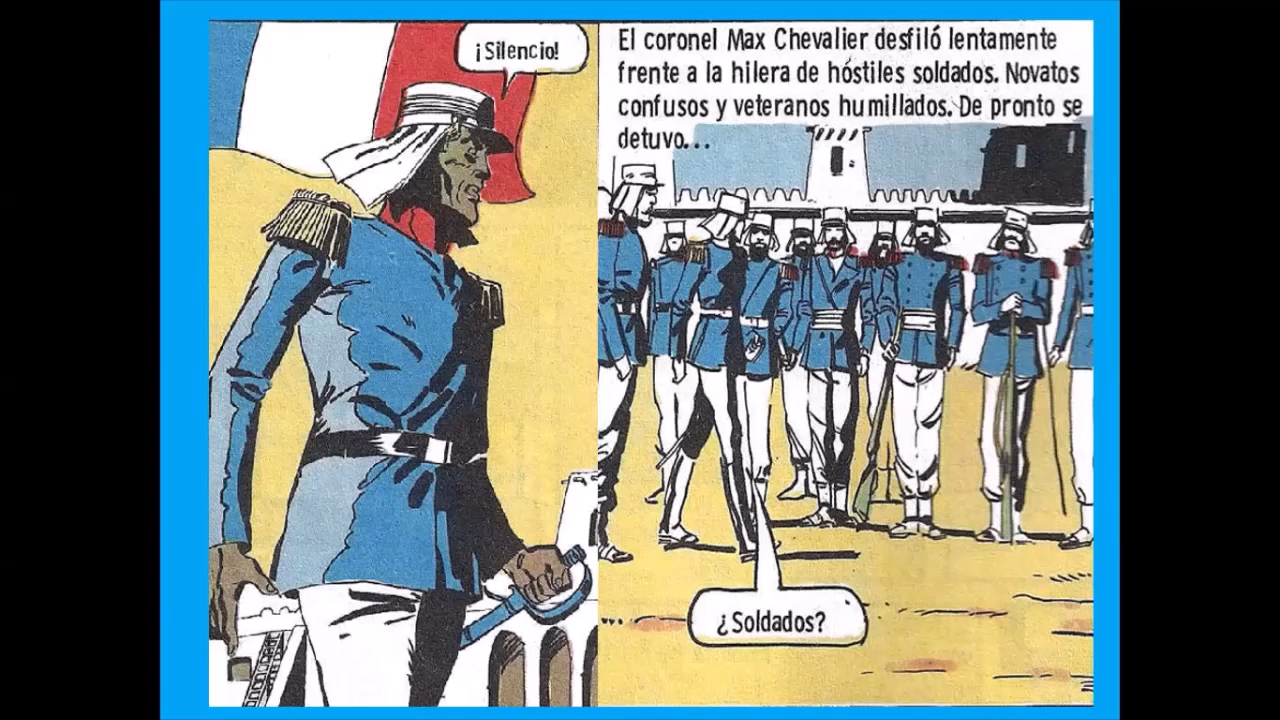 ¡Silencio!
El coronel Max Chevalier desfiló lentamente
frente a la hilera de hóstiles soldados. Novatos
confusos y veteranos humillados. De pronto se
detuvo...
¿Soldados?